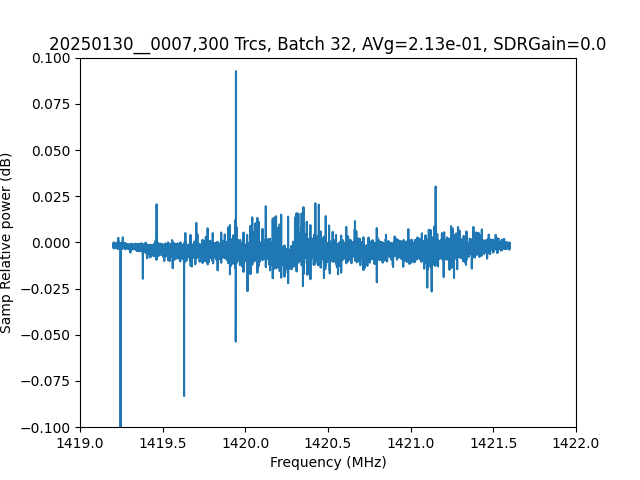 20250130__0007,300 Trcs, Batch 32, AVg=2.13e-01, SDRGain=0.0
0.100
0.075
0.050
0.025
0.000
−0.025
−0.050
−0.075
−0.100
Samp Relative power (dB)
1419.0 1419.5 1420.0 1420.5 1421.0 1421.5 1422.0
Frequency (MHz)